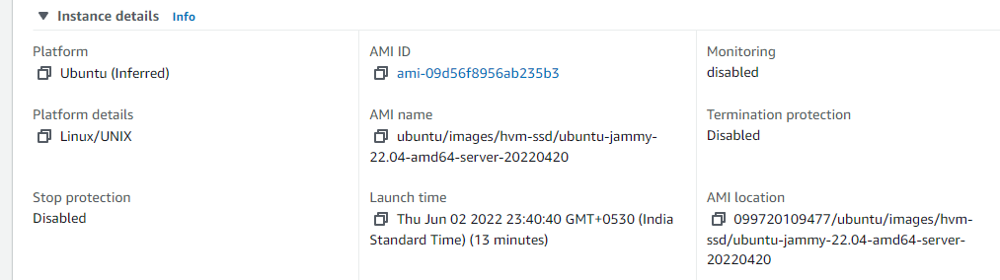 Instance details Info
Platform
Ubuntu (Inferred)
AMI ID
ami-09d56f8956ab235b3
Monitoring
disabled
Platform details
Linux/UNIX
AMI name
ubuntu/images/hvm-ssd/ubuntu-jammy-
22.04-amd64-server-20220420
Termination protection
Disabled
Stop protection
Disabled
Launch time
Thu Jun 02 2022 23:40:40 GMT+0530 (India
Standard Time) (13 minutes)
AMI location
099720109477/ubuntu/images/hvm-
ssd/ubuntu-jammy-22.04-amd64-server-
20220420